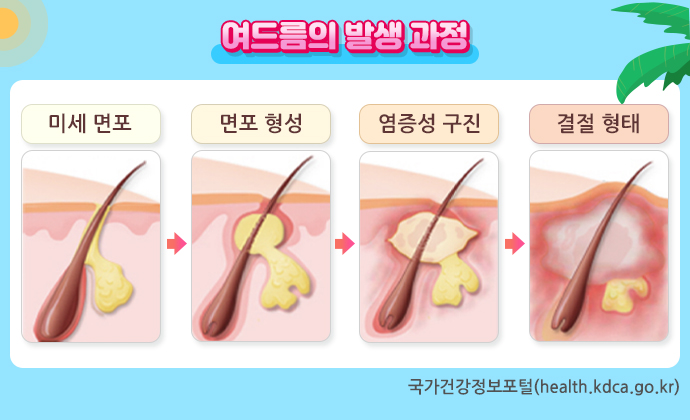 여드름의 발생 과정
미세 면포
면포 형성
염증성 구진
결절 형태
국가건강정보포털(health.kdca.go.kr)